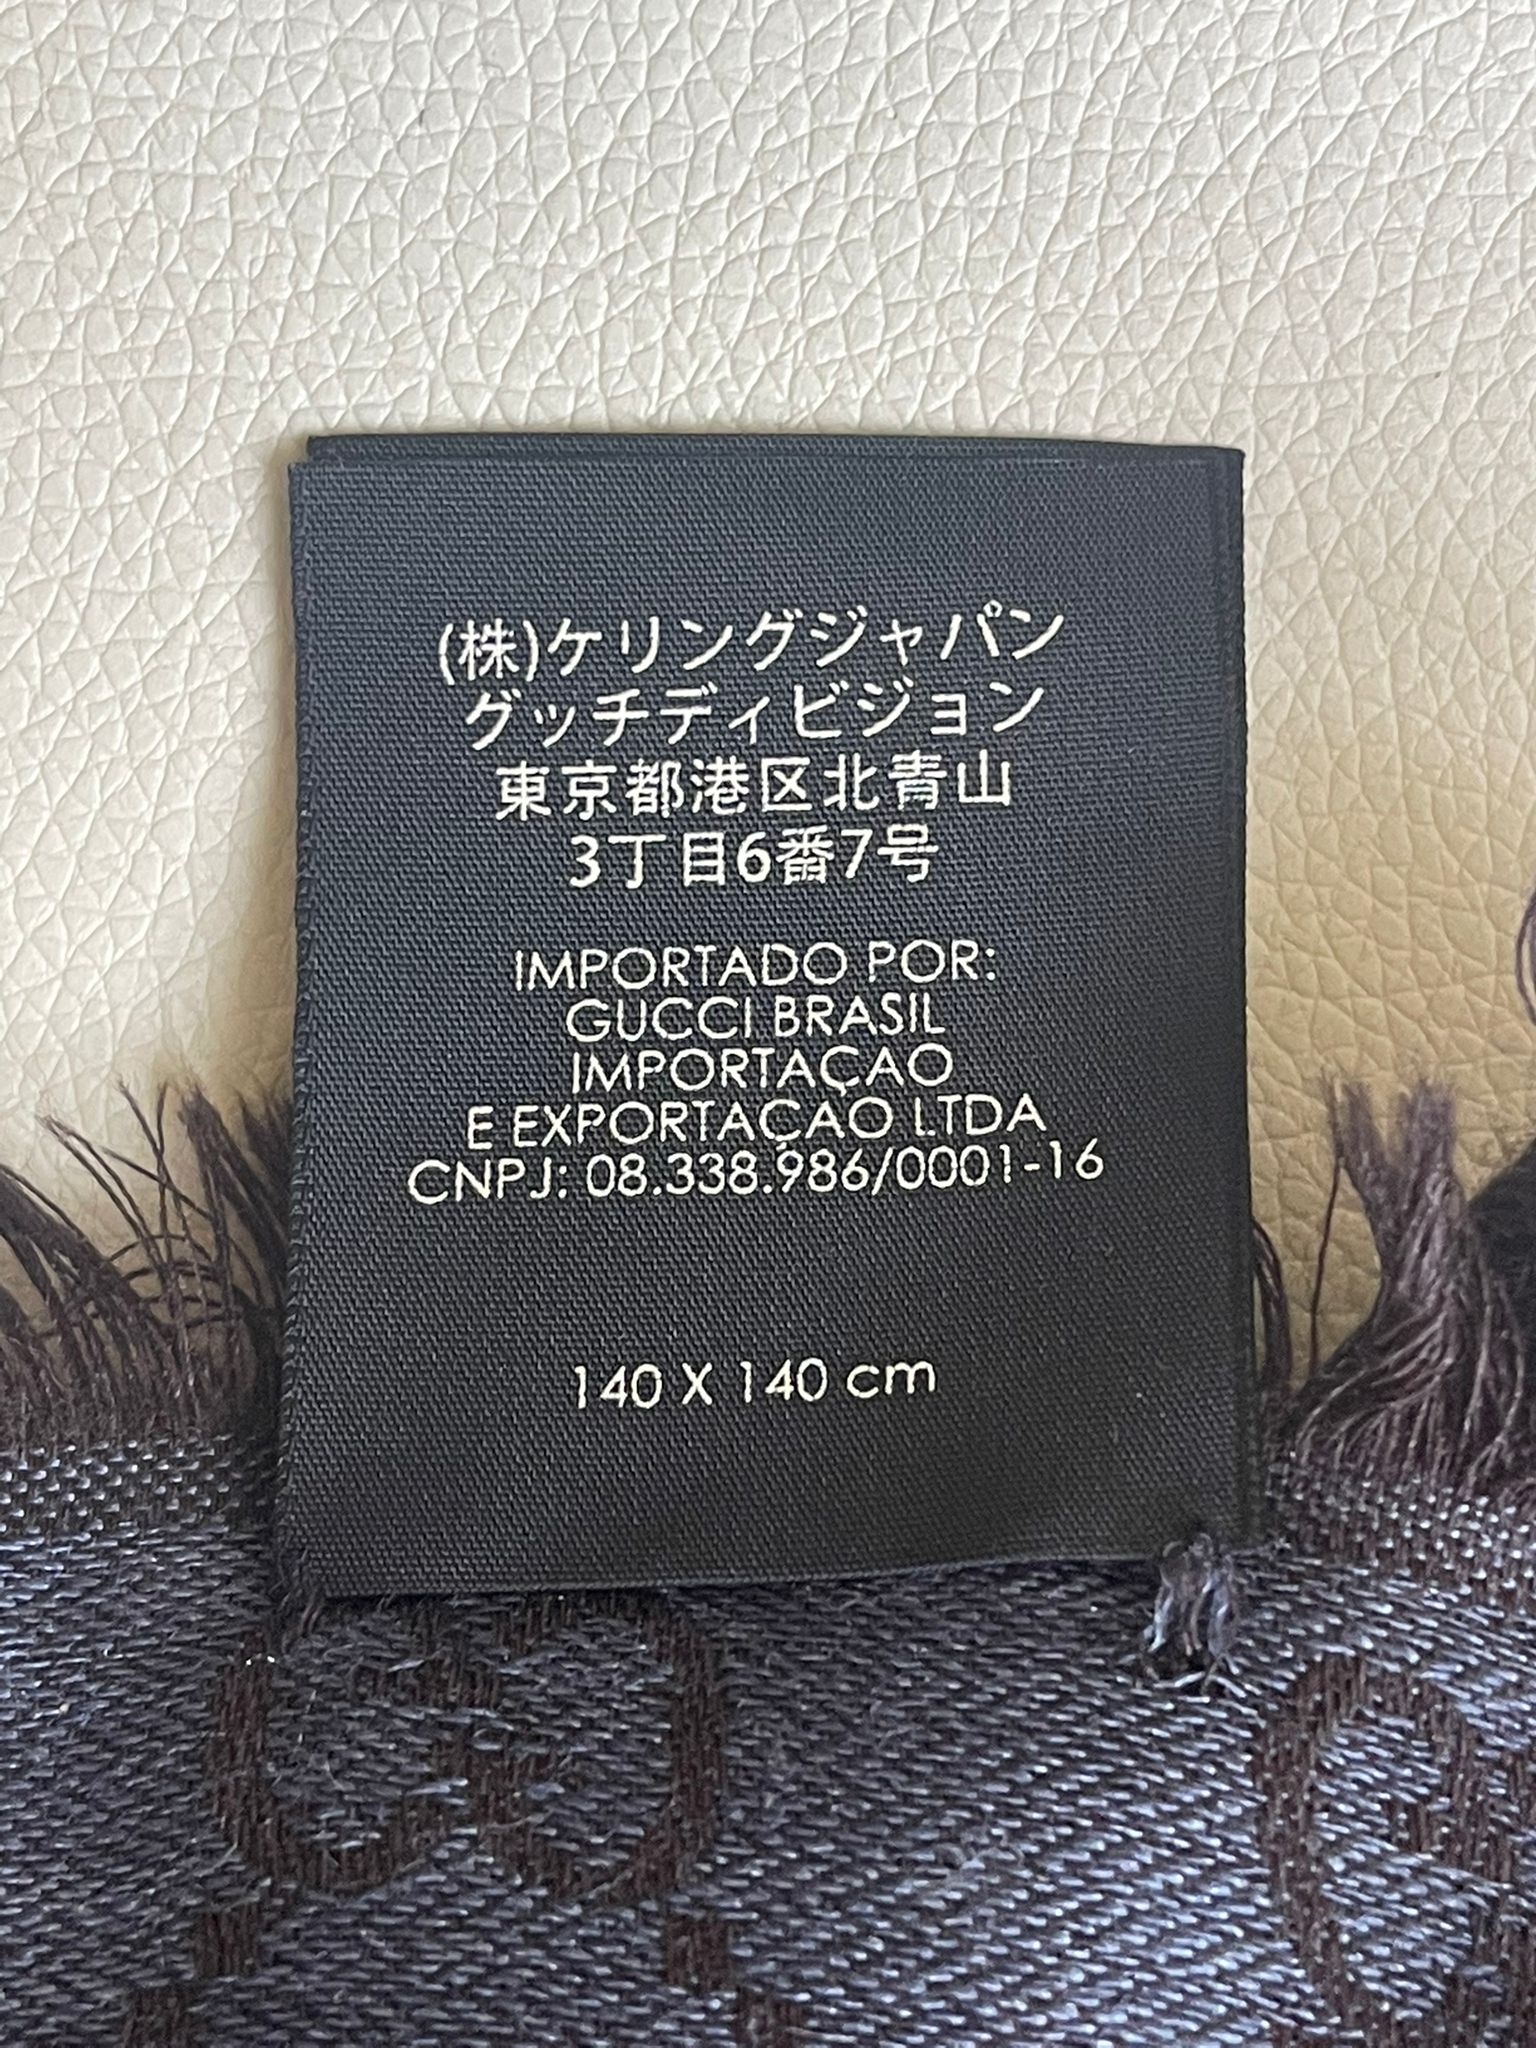 (株)ケリングジャパン
グッチディビジョン
東京都港区北青山
3丁目6番7号
IMPORTADO POR:
GUCCI BRASIL
IMPORTAÇAO
E EXPORTAÇAO LTDA
CNPJ: 08.338.986/0001-16
140 X 140 cm